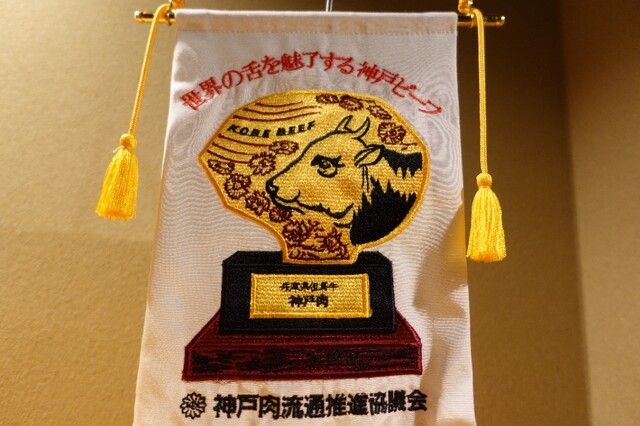 世界の舌を魅了する神戸ビーフ
KOBE BEEF
兵庫県但馬牛
神戸肉
神戸肉流通推進協議会